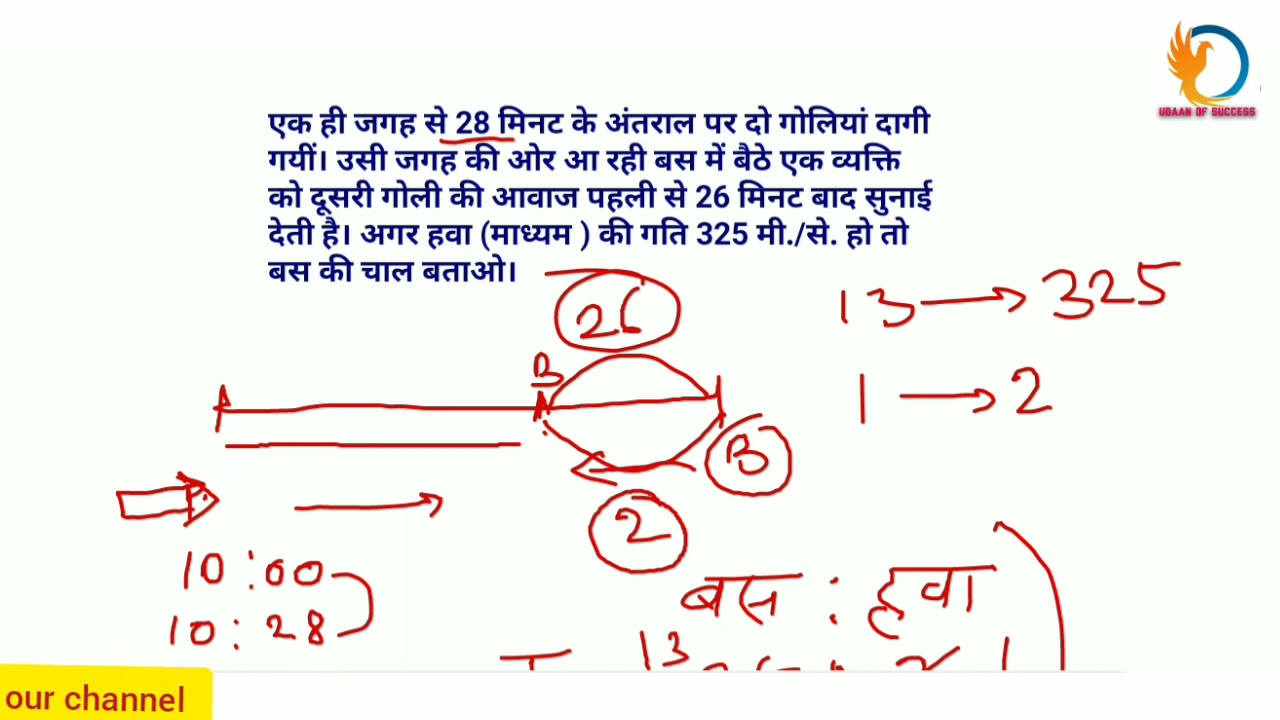 UDAAN OF SUCCESS
एक ही जगह से 28 मिनट के अंतराल पर दो गोलियां दागी
गयीं। उसी जगह की ओर आ रही बस में बैठे एक व्यक्ति
को दूसरी गोली की आवाज पहली से 26 मिनट बाद सुनाई
देती है। अगर हवा (माध्यम ) की गति 325 मी./से. हो तो
बस की चाल बताओ।
26
13 → 325
B
1 → 2
B
2
10:00
बस : हवा
10:28
13
our channel